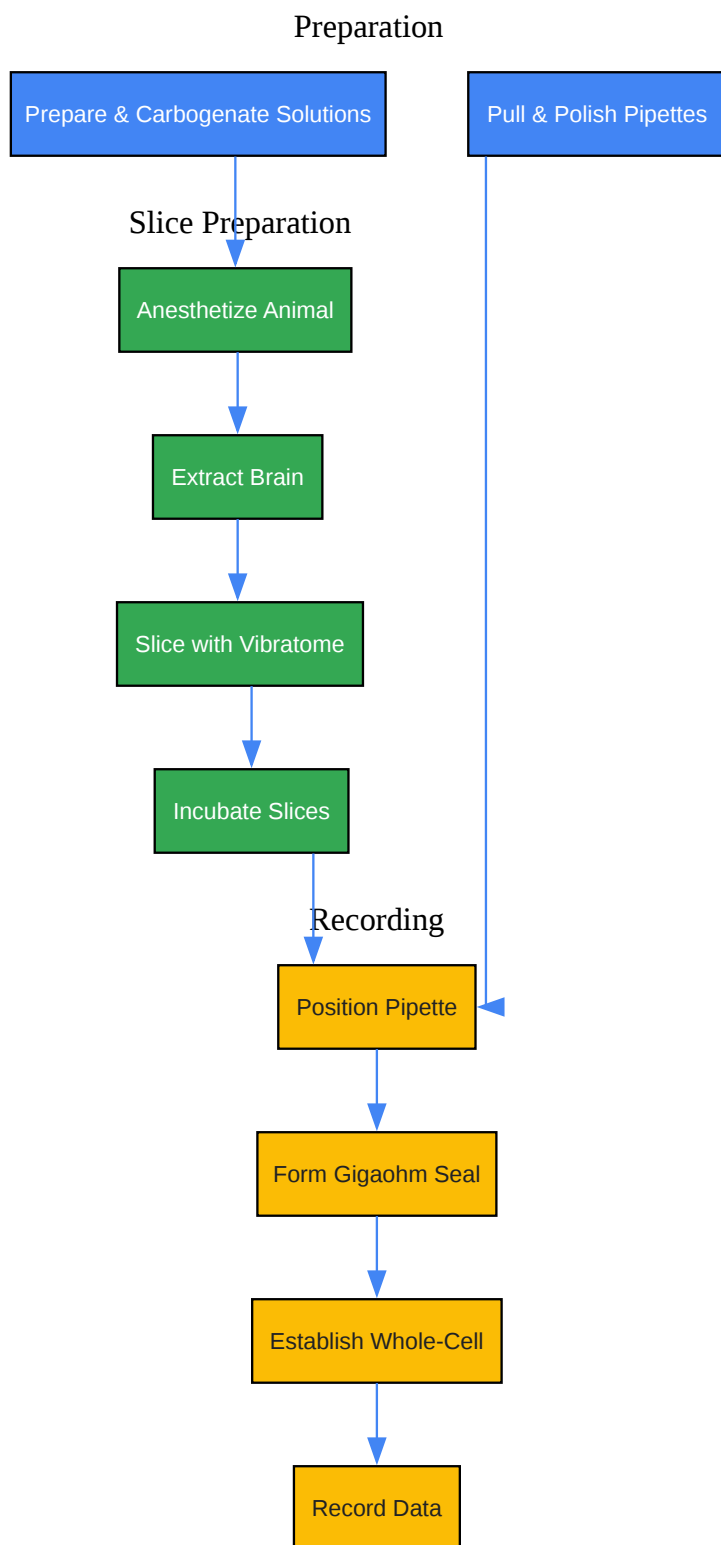 Preparation
Prepare & Carbogenate Solutions
Pull & Polish Pipettes
Slice Preparation
Anesthetize Animal
Extract Brain
Slice with Vibratome
Incubate Slices
Recording
Position Pipette
Form Gigaohm Seal
Establish Whole-Cell
Record Data